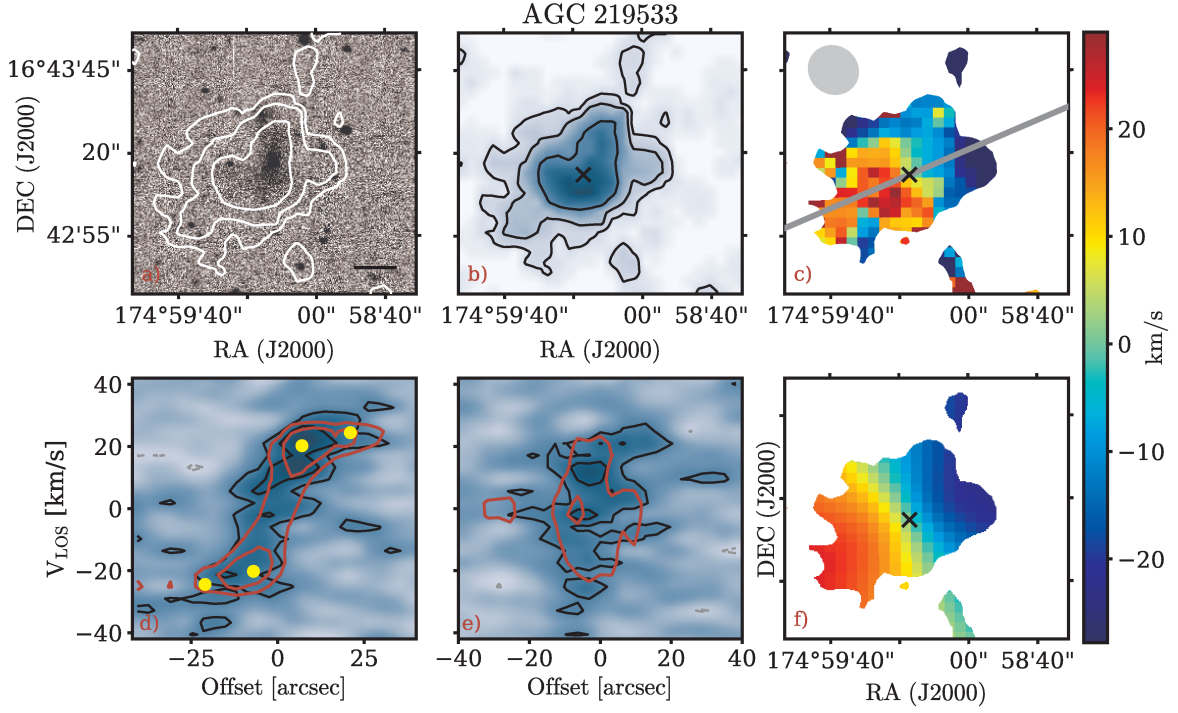 AGC 219533
DEC (J2000)
16°43'45"
20"
42'55"
a)
b)
c)
174°59'40" 00" 58'40"
174°59'40" 00" 58'40"
174°59'40" 00" 58'40"
RA (J2000)
RA (J2000)
20
10
0
−10
−20
km/s
V_LOS [km/s]
40
20
0
−20
−40
d)
e)
f)
DEC (J2000)
−25 0 25
−40 −20 0 20 40
174°59'40" 00" 58'40"
Offset [arcsec]
Offset [arcsec]
RA (J2000)